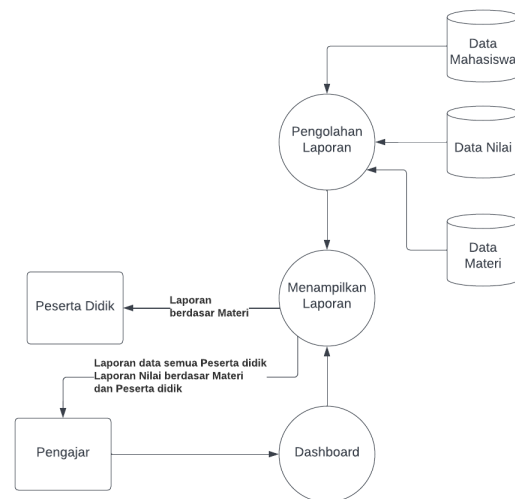 Data
Mahasiswa
Pengolahan
Laporan
Data Nilai
Data
Materi
Menampilkan
Laporan
Peserta Didik
Laporan
berdasar Materi
Laporan data semua Peserta didik
Laporan Nilai berdasar Materi
dan Peserta didik
Pengajar
Dashboard